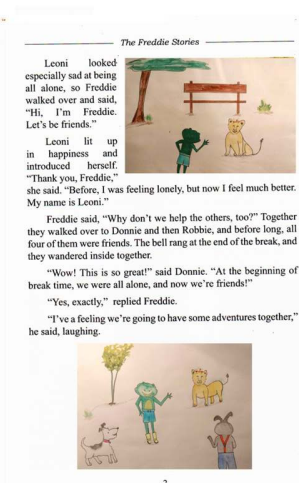 The Freddie Stories
Leoni looked
especially sad at being
all alone, so Freddie
walked over and said,
“Hi, I’m Freddie.
Let’s be friends.”
Leoni lit up
in happiness and
introduced herself.
“Thank you, Freddie,”
she said. “Before, I was feeling lonely, but now I feel much better.
My name is Leoni.”
Freddie said, “Why don’t we help the others, too?” Together
they walked over to Donnie and then Robbie, and before long, all
four of them were friends. The bell rang at the end of the break, and
they wandered inside together.
“Wow! This is so great!” said Donnie. “At the beginning of
break time, we were all alone, and now we’re friends!”
“Yes, exactly,” replied Freddie.
“I’ve a feeling we’re going to have some adventures together,”
he said, laughing.